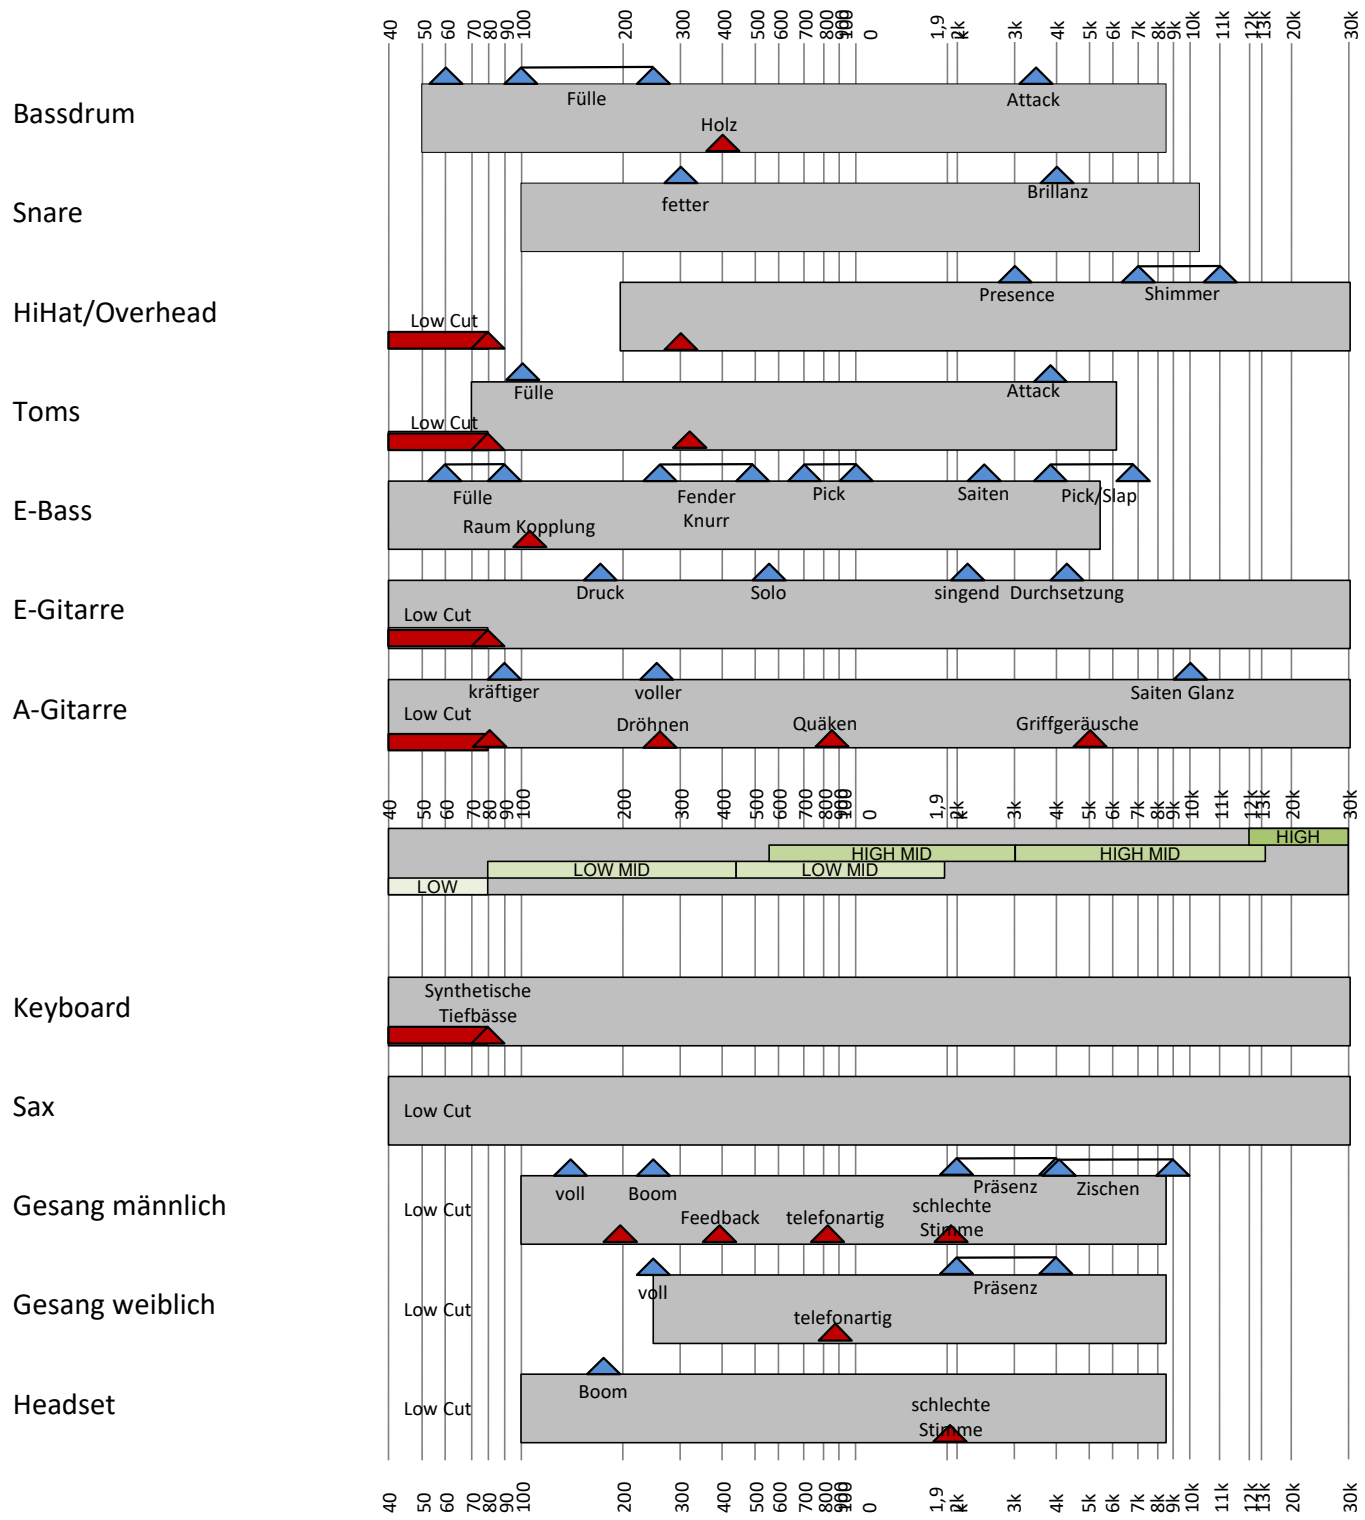 40 50 60 70 80 90 100 200 300 400 500 600 700 800 900 100 0 1,9 2k 3k 4k 5k 6k 7k 8k 9k 10k 11k 12k 13k 20k 30k
Bassdrum
Fülle Attack
Holz
Snare
fetter Brillanz
HiHat/Overhead
Presence Shimmer
Low Cut
Toms
Fülle Attack
Low Cut
E-Bass
Fülle Fender Pick Saiten Pick/Slap
Knurr
Raum Kopplung
E-Gitarre
Druck Solo singend Durchsetzung
Low Cut
A-Gitarre
kräftiger voller Saiten Glanz
Low Cut
Dröhnen Quäken Griffgeräusche
40 50 60 70 80 90 100 200 300 400 500 600 700 800 900 100 0 1,9 2k 3k 4k 5k 6k 7k 8k 9k 10k 11k 12k 13k 20k 30k
HIGH
HIGH MID HIGH MID
LOW MID LOW MID
LOW
Keyboard
Synthetische
Tiefbässe
Sax
Low Cut
Gesang männlich
voll Boom Präsenz Zischen
Low Cut
Feedback telefonartig schlechte
Stimme
Gesang weiblich
voll Präsenz
Low Cut
telefonartig
Headset
Boom
Low Cut
schlechte
Stimme
40 50 60 70 80 90 100 200 300 400 500 600 700 800 900 100 0 1,9 2k 3k 4k 5k 6k 7k 8k 9k 10k 11k 12k 13k 20k 30k